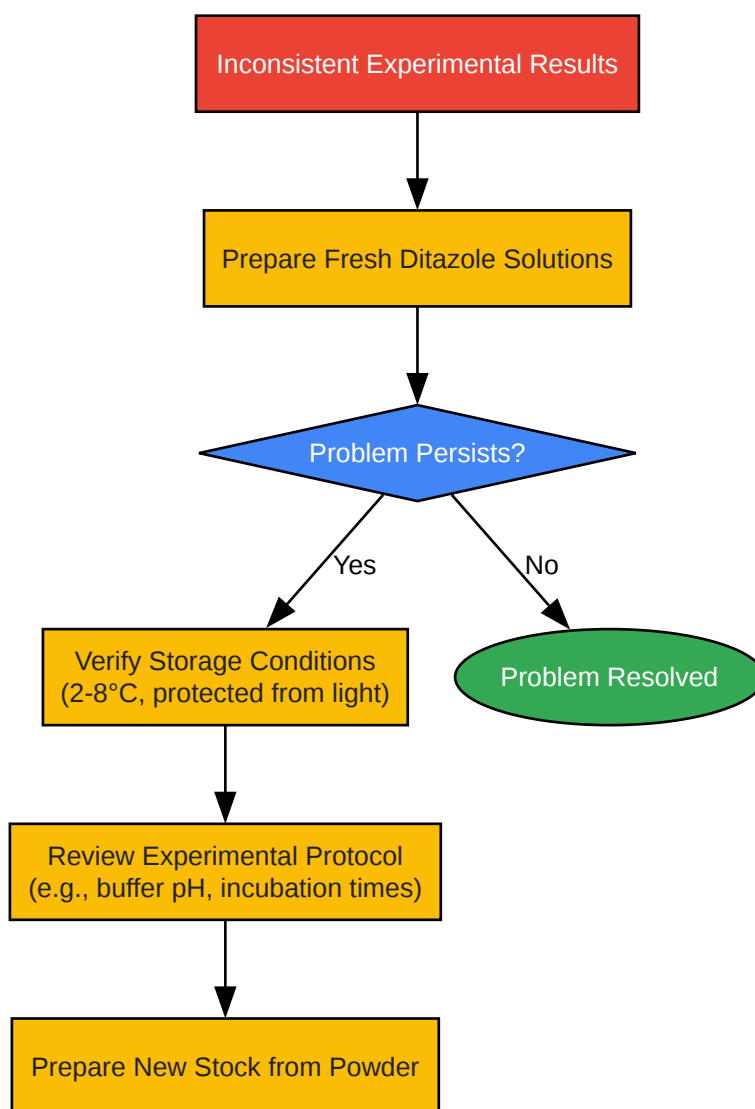 Inconsistent Experimental Results
Prepare Fresh Ditazole Solutions
Problem Persists?
Yes
No
Verify Storage Conditions
(2-8°C, protected from light)
Problem Resolved
Review Experimental Protocol
(e.g., buffer pH, incubation times)
Prepare New Stock from Powder